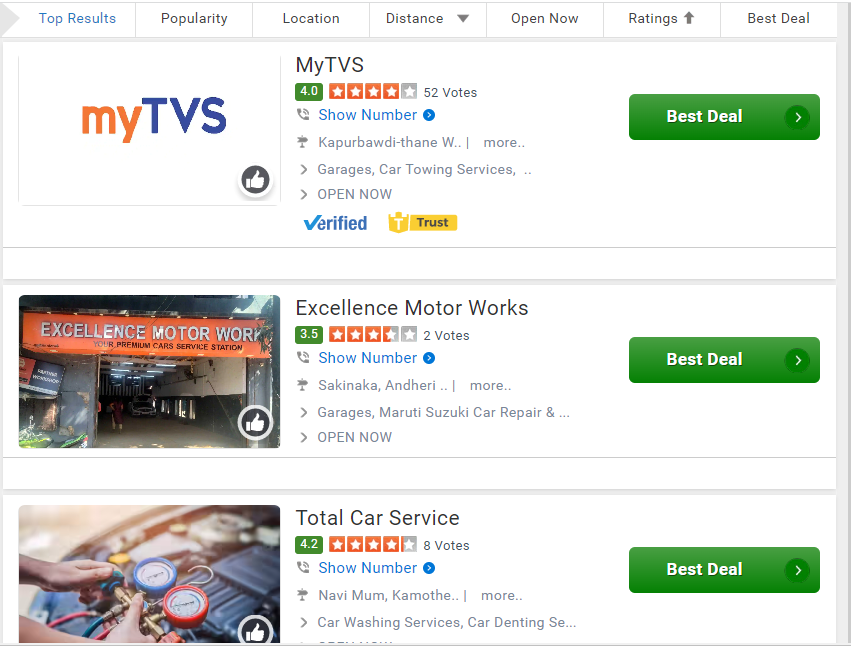 Top Results Popularity Location Distance Open Now Ratings Best Deal
myTVS
MyTVS
4.0 52 Votes
Show Number
Kapurbawdi-thane W.. | more..
Garages, Car Towing Services, ..
OPEN NOW
Verified Trust
Best Deal
EXCELLENCE MOTOR WORK
YOUR PREMIUM CARS SERVICE STATION
PARTNER
WORKSHOP
Excellence Motor Works
3.5 2 Votes
Show Number
Sakinaka, Andheri .. | more..
Garages, Maruti Suzuki Car Repair & ...
OPEN NOW
Best Deal
Total Car Service
4.2 8 Votes
Show Number
Navi Mum, Kamothe.. | more..
Car Washing Services, Car Denting Se...
OPEN NOW
Best Deal